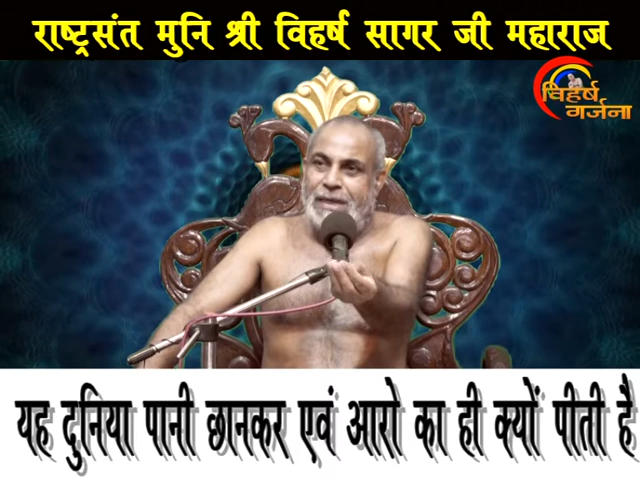 राष्ट्रसंत मुनि श्री विहर्ष सागर जी महाराज
विहर्ष
गर्जना
यह दुनिया पानी छानकर एवं आरो का ही क्यों पीती है